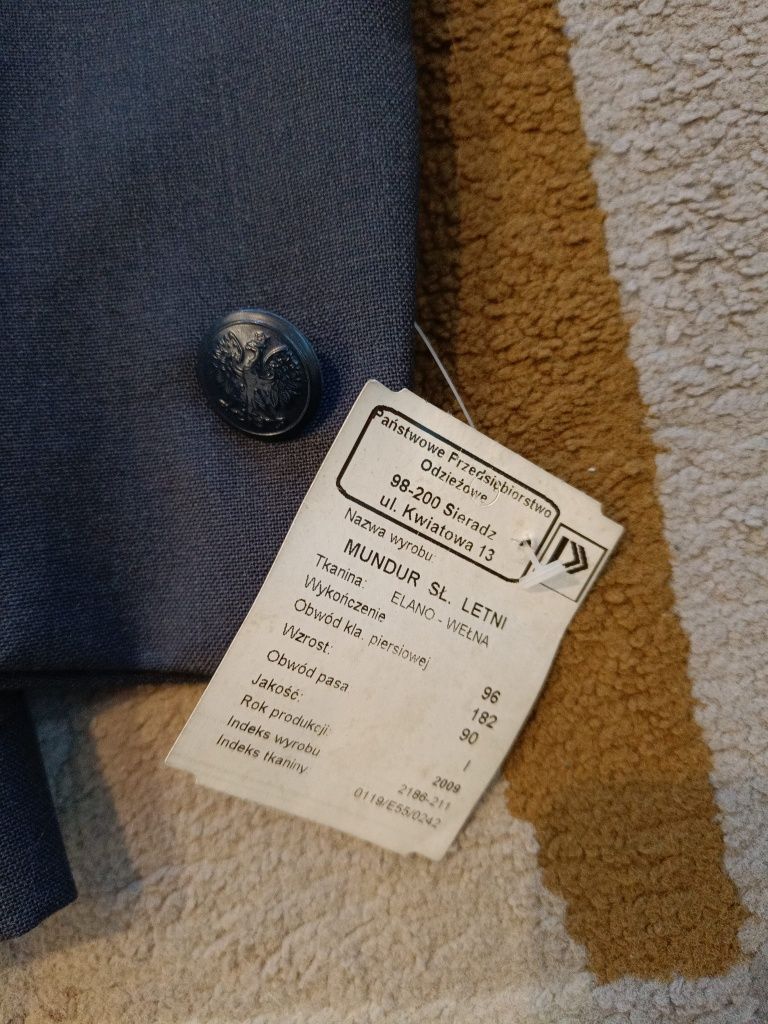 Państwowe Przedsiębiorstwo
Odzieżowe
98-200 Sieradz
ul. Kwiatowa 13
Nazwa wyrobu:
MUNDUR SŁ. LETNI
Tkanina: ELANO - WEŁNA
Wykończenie
Obwód kla. piersiowej 96
Wzrost: 182
Obwód pasa 90
Jakość: I
Rok produkcji: 2009
Indeks wyrobu 2186-211
Indeks tkaniny 0119/E55/0242